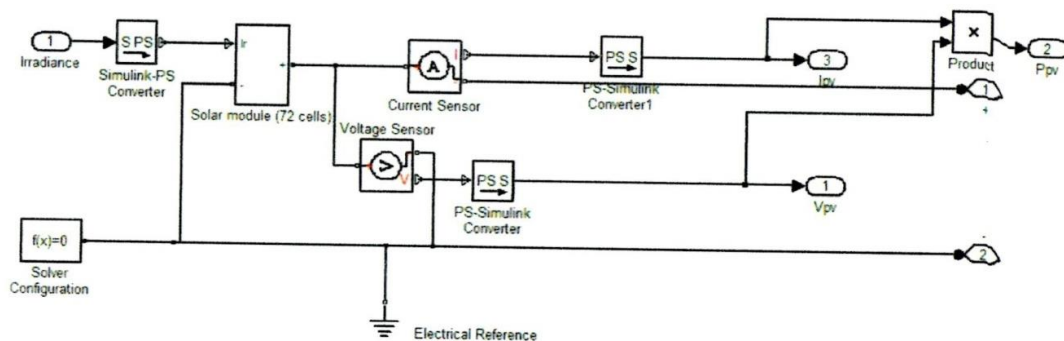 1
Irradiance
S PS
Simulink-PS
Converter
Ir
+
-
Solar module (72 cells)
A
I
Current Sensor
PS S
PS-Simulink
Converter1
3
Ipv
×
Product
2
Ppv
1
+
Voltage Sensor
V
V
PS S
PS-Simulink
Converter
1
Vpv
f(x)=0
Solver
Configuration
2
-
Electrical Reference